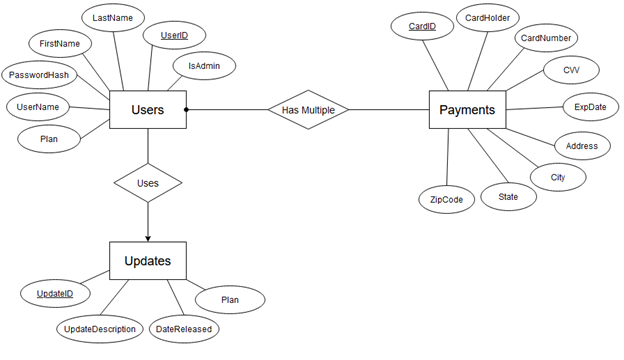 LastName
CardHolder
CardID
UserID
FirstName
CardNumber
IsAdmin
CVV
PasswordHash
UserName
Users
Has Multiple
Payments
ExpDate
Plan
Address
City
Uses
State
ZipCode
Updates
UpdateID
Plan
UpdateDescription
DateReleased